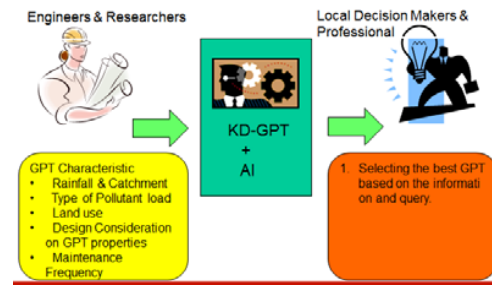 Engineers & Researchers
Local Decision Makers &
Professional
KD-GPT
+
AI
GPT Characteristic
• Rainfall & Catchment
• Type of Pollutant load
• Land use
• Design Consideration
on GPT properties
• Maintenance
Frequency
1. Selecting the best GPT
based on the informati
on and query.